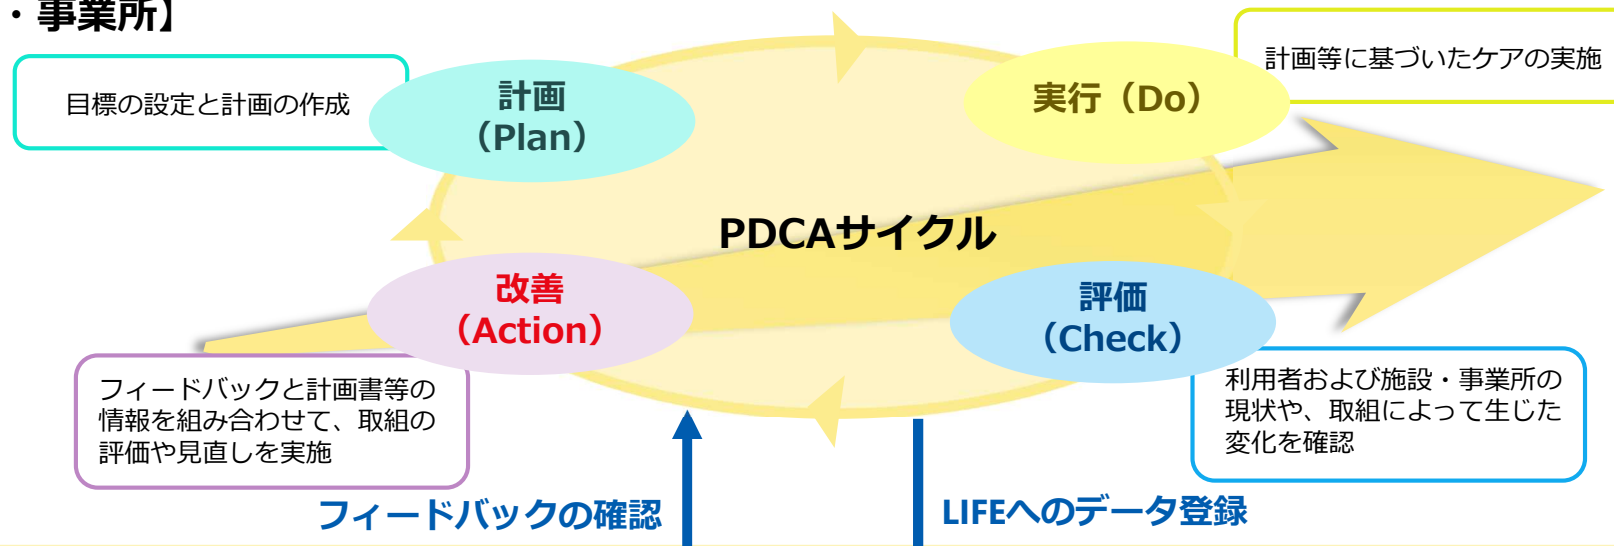 ・事業所】
目標の設定と計画の作成
計画
（Plan）
実行（Do）
計画等に基づいたケアの実施
PDCAサイクル
改善
（Action）
評価
（Check）
フィードバックと計画書等の
情報を組み合わせて、取組の
評価や見直しを実施
利用者および施設・事業所の
現状や、取組によって生じた
変化を確認
フィードバックの確認
LIFEへのデータ登録